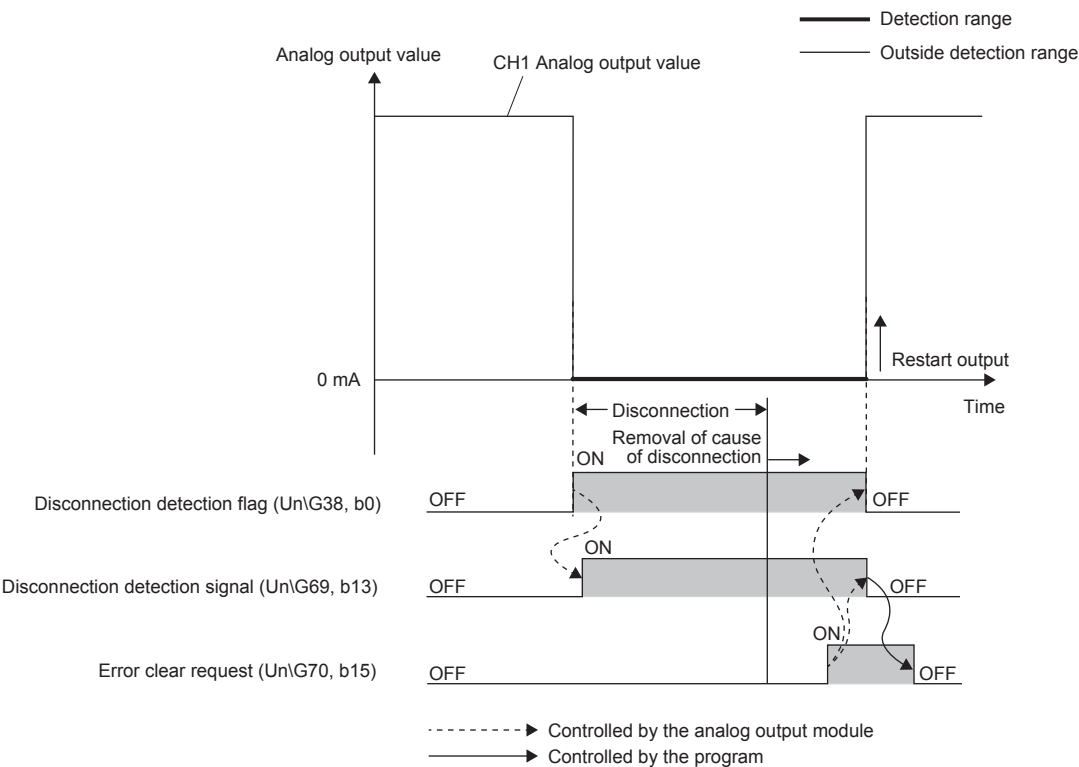 Detection range
Outside detection range
Analog output value
CH1 Analog output value
0 mA
Restart output
Time
Disconnection
Removal of cause
of disconnection
Disconnection detection flag (Un\G38, b0)
OFF
ON
OFF
Disconnection detection signal (Un\G69, b13)
OFF
ON
OFF
Error clear request (Un\G70, b15)
OFF
ON
OFF
Controlled by the analog output module
Controlled by the program